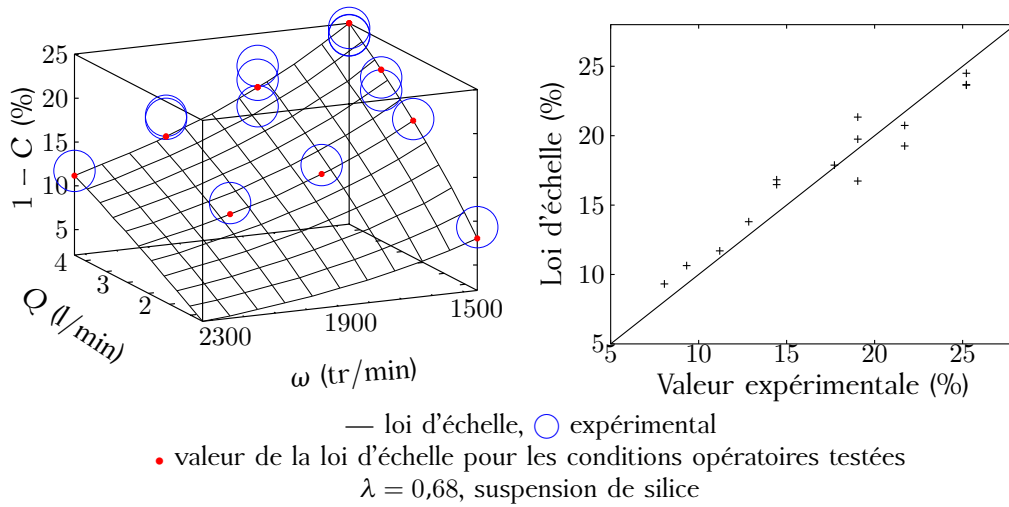 25
20
15
10
5
1 − C (%)
4
3
2
Q (l/min)
2300
1900
1500
ω (tr/min)
Loi d'échelle (%)
25
20
15
10
5
5
10
15
20
25
Valeur expérimentale (%)
— loi d'échelle, expérimental
valeur de la loi d'échelle pour les conditions opératoires testées
λ = 0,68, suspension de silice